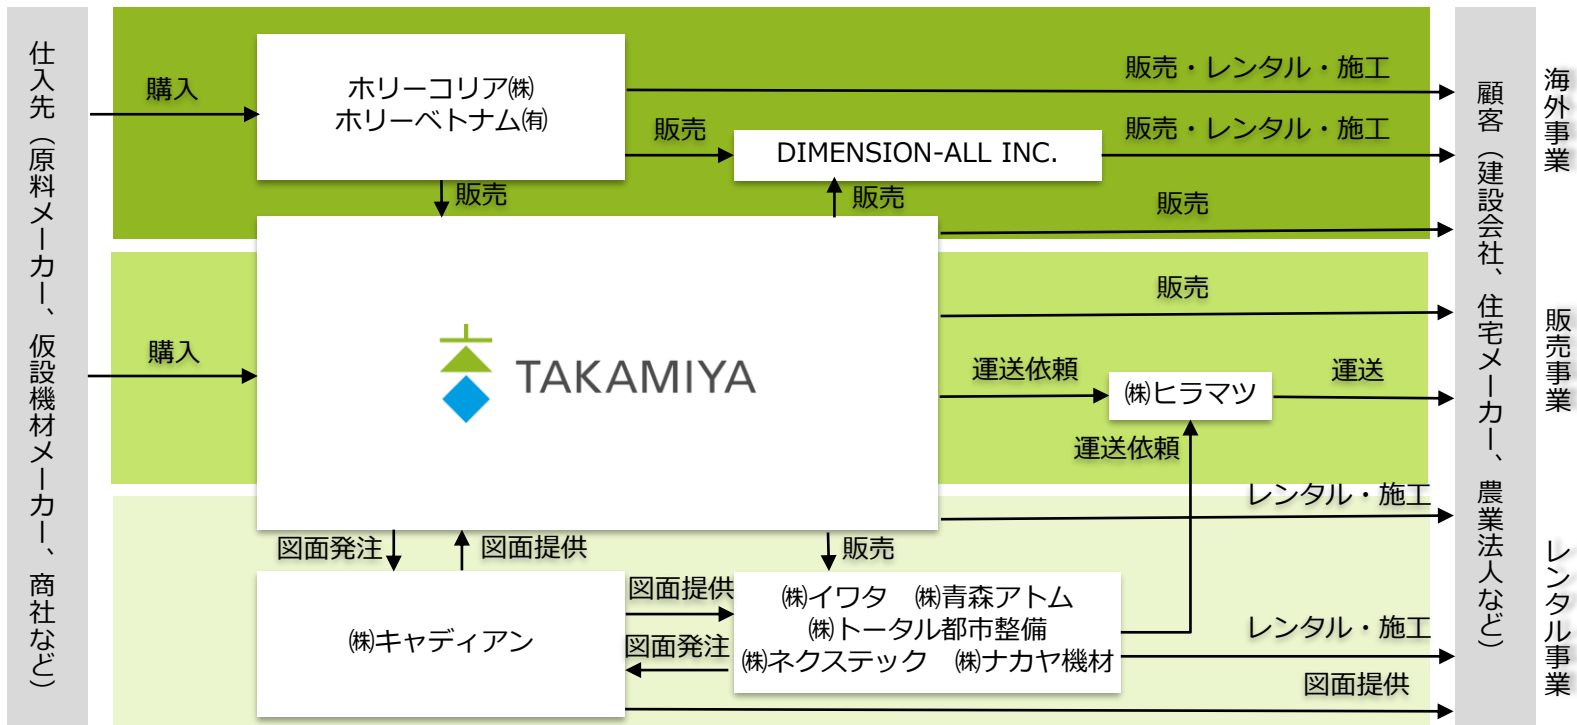 仕入先（原料メーカー、仮設機材メーカー、商社など）
購入
ホリーコリア㈱
ホリーベトナム㈲
販売・レンタル・施工
販売
DIMENSION-ALL INC.
販売・レンタル・施工
販売
販売
販売
購入
TAKAMIYA
販売
運送依頼
㈱ヒラマツ
運送
運送依頼
レンタル・施工
図面発注
図面提供
販売
㈱キャディアン
図面提供
図面発注
㈱イワタ　㈱青森アトム
㈱トータル都市整備
㈱ネクステック　㈱ナカヤ機材
レンタル・施工
図面提供
顧客（建設会社、住宅メーカー、農業法人など）
海外事業
販売事業
レンタル事業